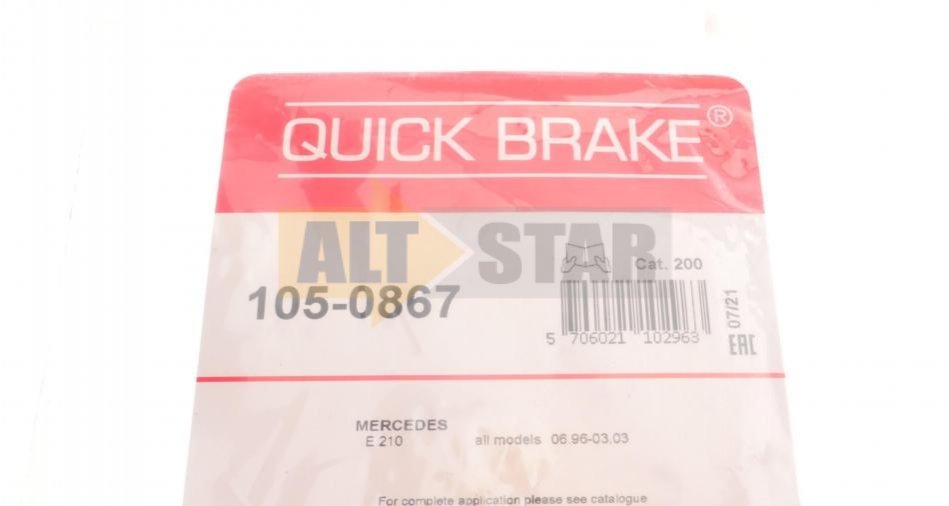 QUICK BRAKE®
ALT STAR
Cat. 200
105-0867
5 706021 102963
07/21
EAC
MERCEDES
E 210 all models 06.96-03.03
For complete application please see catalogue